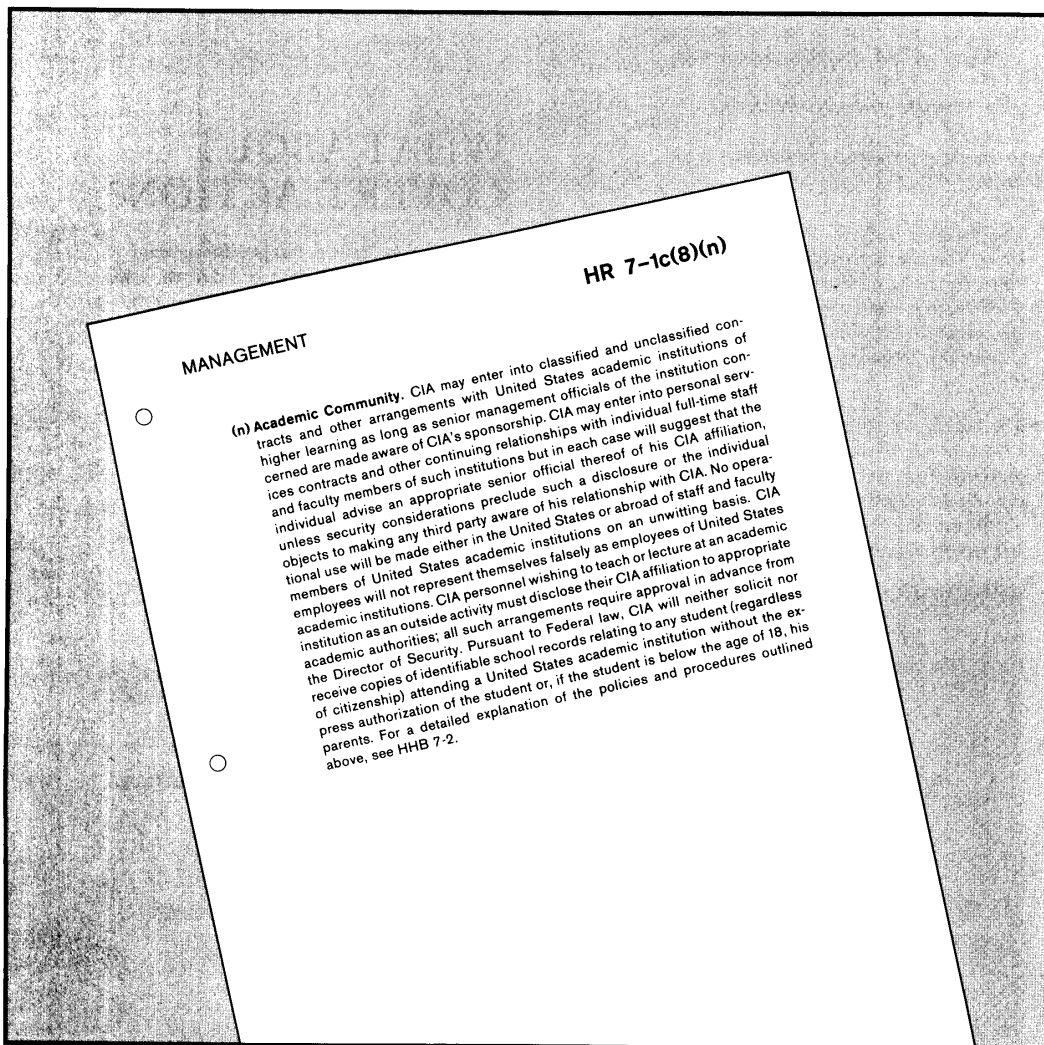 HR 7-1c(8)(n)
MANAGEMENT
(n) Academic Community. CIA may enter into classified and unclassified con-
tracts and other arrangements with United States academic institutions of
higher learning as long as senior management officials of the institution con-
cerned are made aware of CIA's sponsorship. CIA may enter into personal serv-
ices contracts and other continuing relationships with individual full-time staff
and faculty members of such institutions but in each case will suggest that the
individual advise an appropriate senior official thereof of his CIA affiliation,
unless security considerations preclude such a disclosure or the individual
objects to making any third party aware of his relationship with CIA. No opera-
tional use will be made either in the United States or abroad of staff and faculty
members of United States academic institutions on an unwitting basis. CIA
employees will not represent themselves falsely as employees of United States
academic institutions. CIA personnel wishing to teach or lecture at an academic
institution as an outside activity must disclose their CIA affiliation to appropriate
academic authorities; all such arrangements require approval in advance from
the Director of Security. Pursuant to Federal law, CIA will neither solicit nor
receive copies of identifiable school records relating to any student (regardless
of citizenship) attending a United States academic institution without the ex-
press authorization of the student or, if the student is below the age of 18, his
parents. For a detailed explanation of the policies and procedures outlined
above, see HHB 7-2.